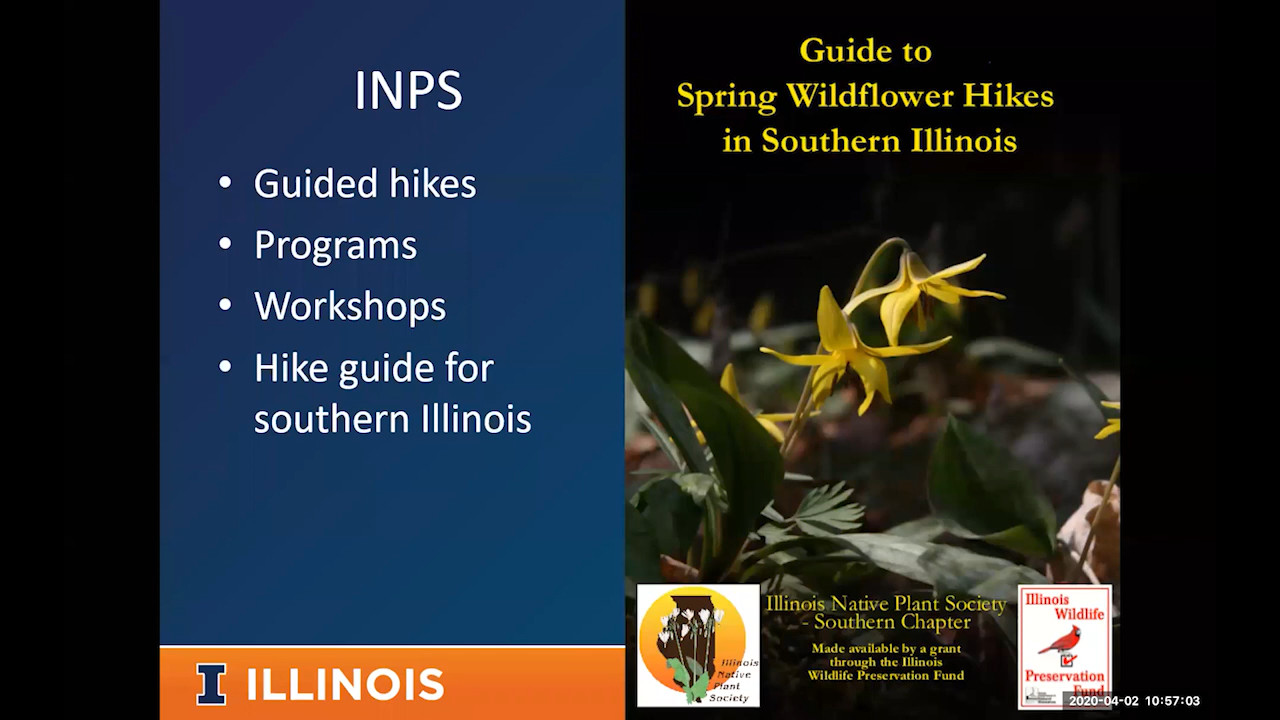 INPS
• Guided hikes
• Programs
• Workshops
• Hike guide for
southern Illinois
ILLINOIS
Guide to
Spring Wildflower Hikes
in Southern Illinois
Illinois
Native
Plant
Society
Illinois Native Plant Society
- Southern Chapter
Made available by a grant
through the Illinois
Wildlife Preservation Fund
Illinois
Wildlife
Preservation
Fund
2020-04-02 10:57:03